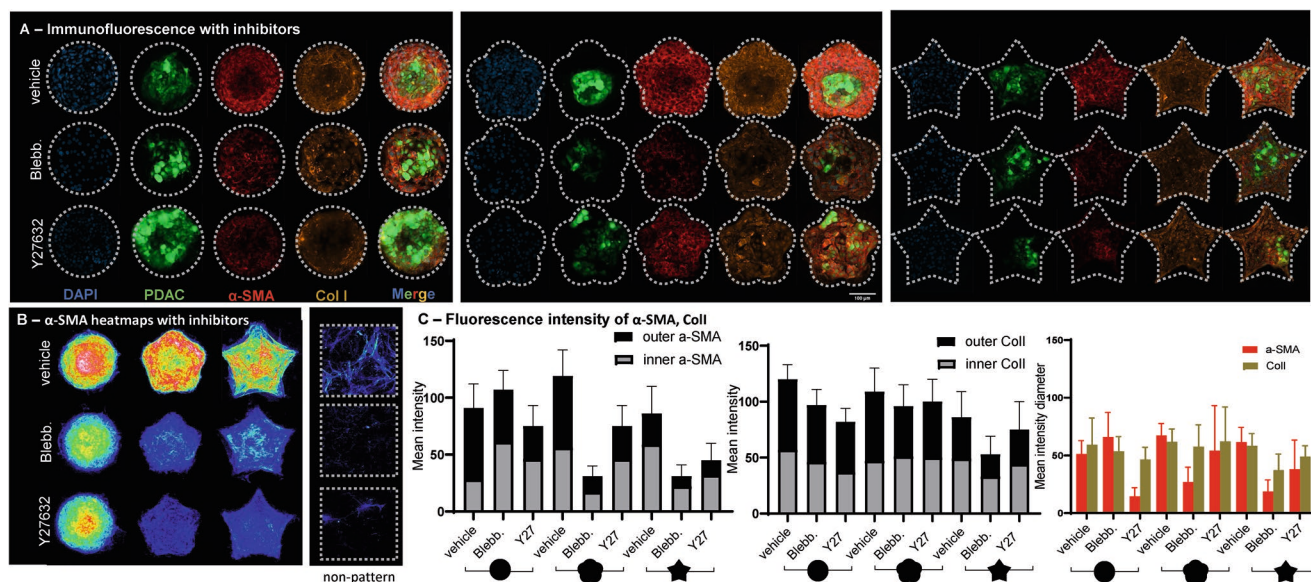 A – Immunofluorescence with inhibitors
vehicle
Blebb.
Y27632
DAPI PDAC α-SMA Col I Merge
100 μm
B – α-SMA heatmaps with inhibitors
vehicle
Blebb.
Y27632
non-pattern
C – Fluorescence intensity of α-SMA, ColI
outer a-SMA
inner a-SMA
Mean intensity
150
100
50
0
vehicle Blebb. Y27 vehicle Blebb. Y27 vehicle Blebb. Y27
outer ColI
inner ColI
Mean intensity
150
100
50
0
vehicle Blebb. Y27 vehicle Blebb. Y27 vehicle Blebb. Y27
a-SMA
ColI
Mean intensity diameter
150
100
50
0
vehicle Blebb. Y27 vehicle Blebb. Y27 vehicle Blebb. Y27